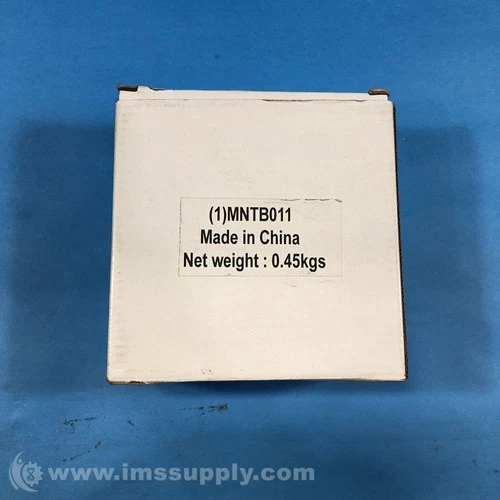 (1)MNTB011
Made in China
Net weight : 0.45kgs
www.imssupply.com